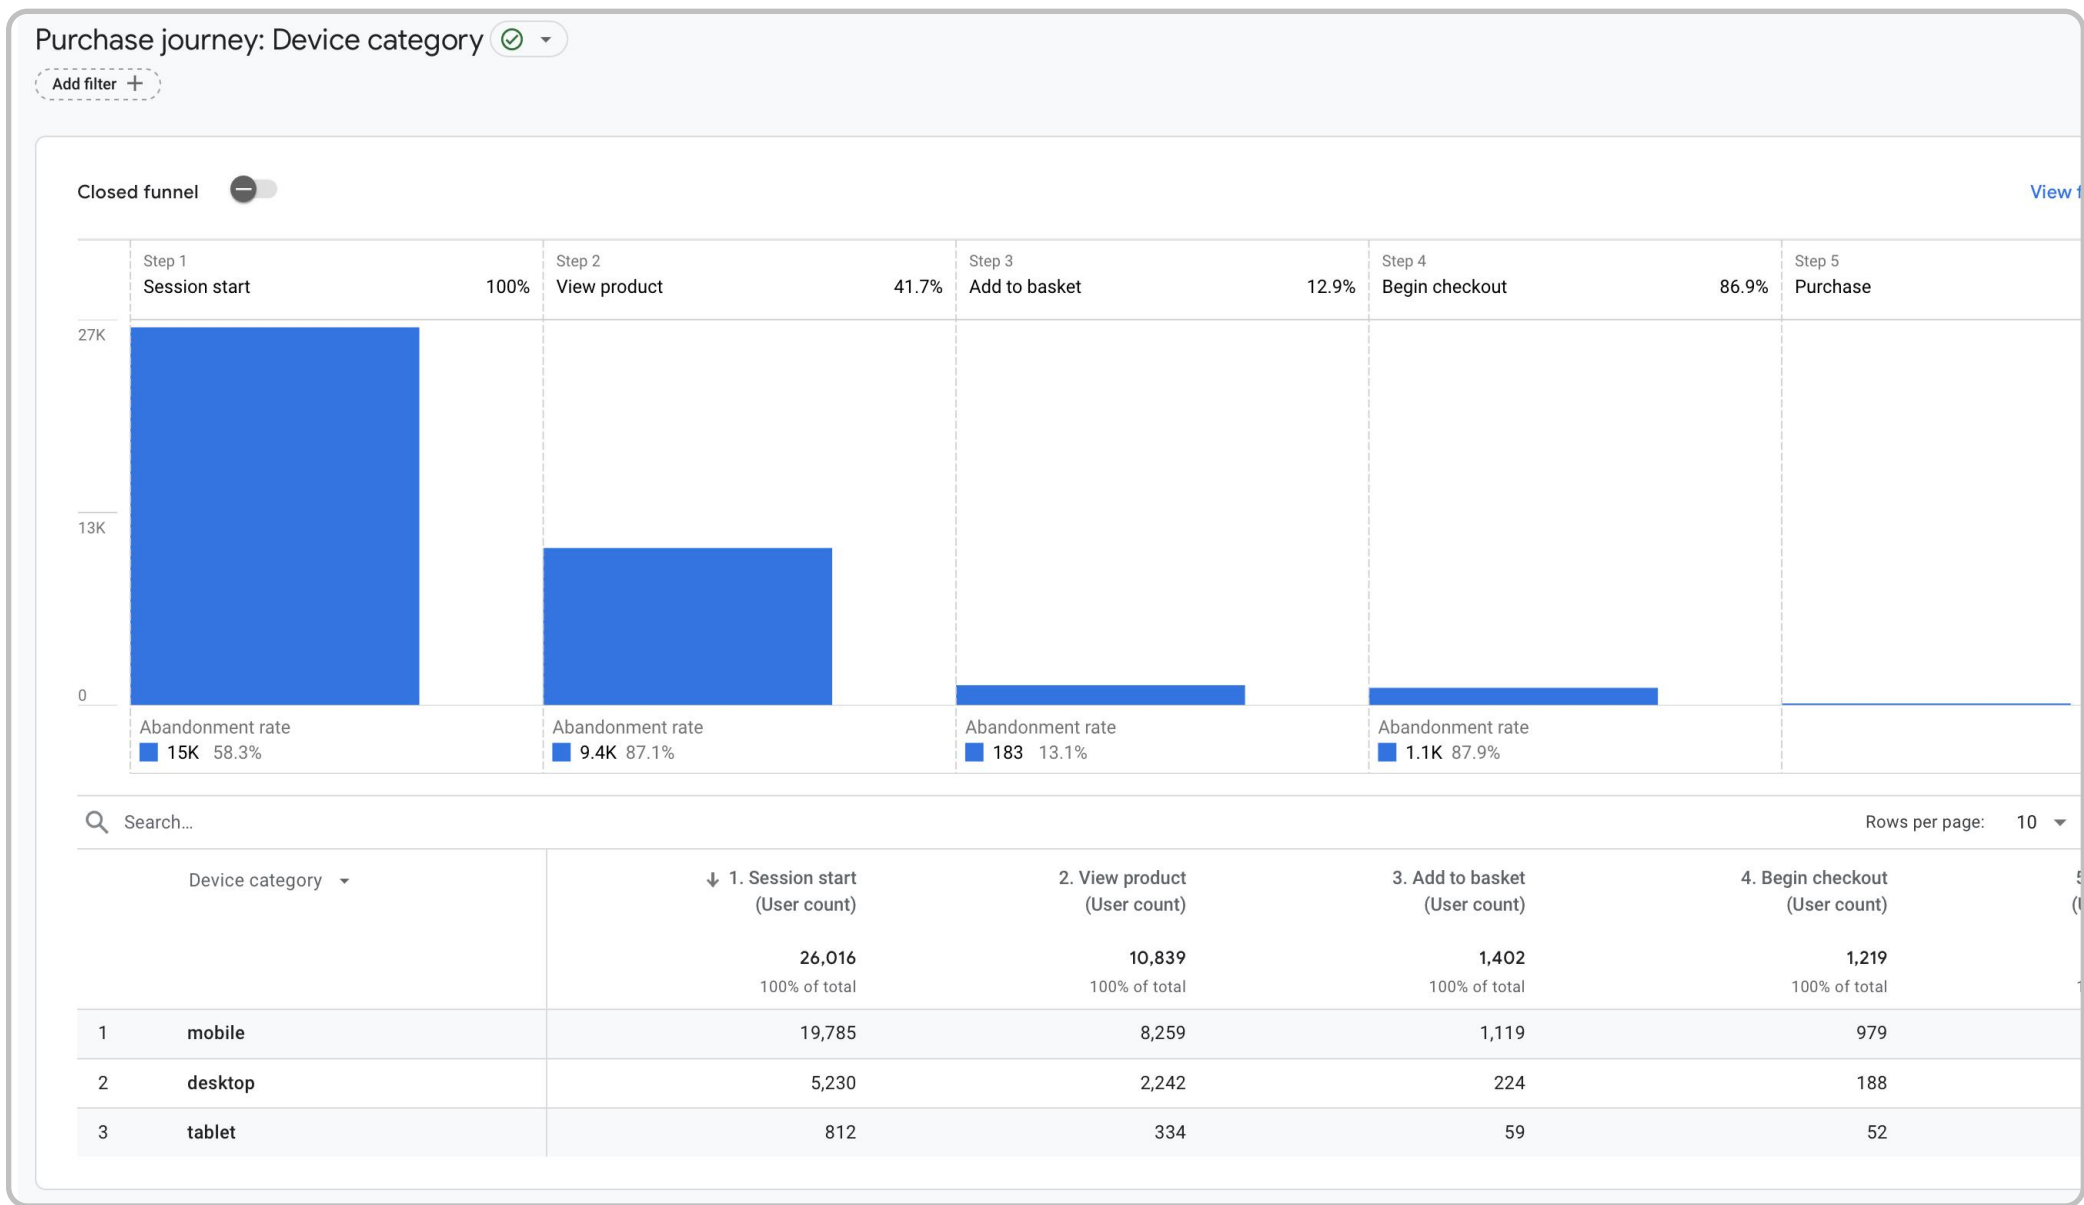 Purchase journey: Device category
Add filter +
Closed funnel
View f
Step 1
Session start 100%
Step 2
View product 41.7%
Step 3
Add to basket 12.9%
Step 4
Begin checkout 86.9%
Step 5
Purchase
27K
13K
0
Abandonment rate
15K 58.3%
Abandonment rate
9.4K 87.1%
Abandonment rate
183 13.1%
Abandonment rate
1.1K 87.9%
Search...
Rows per page: 10
Device category
1. Session start
(User count)
2. View product
(User count)
3. Add to basket
(User count)
4. Begin checkout
(User count)
26,016 10,839 1,402 1,219
100% of total 100% of total 100% of total 100% of total
1 mobile 19,785 8,259 1,119 979
2 desktop 5,230 2,242 224 188
3 tablet 812 334 59 52